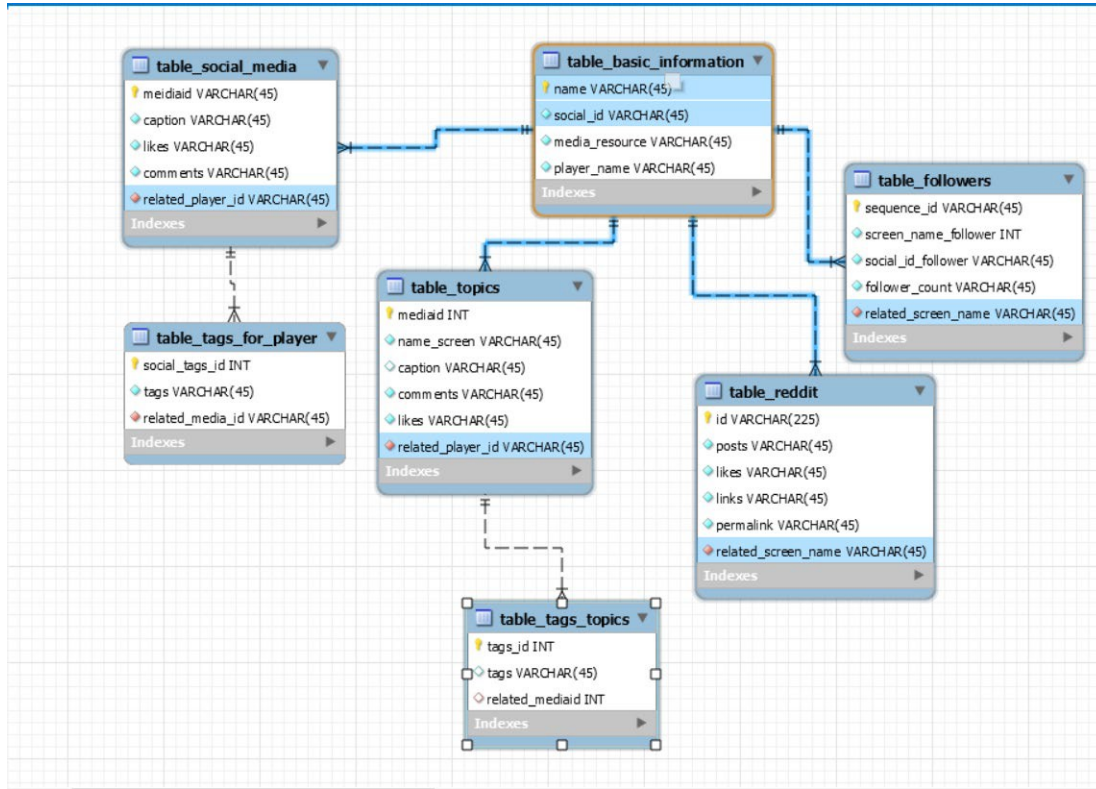 table_social_media
meidiaid VARCHAR(45)
caption VARCHAR(45)
likes VARCHAR(45)
comments VARCHAR(45)
related_player_id VARCHAR(45)
Indexes
table_basic_information
name VARCHAR(45)
social_id VARCHAR(45)
media_resource VARCHAR(45)
player_name VARCHAR(45)
Indexes
table_followers
sequence_id VARCHAR(45)
screen_name_follower INT
social_id_follower VARCHAR(45)
follower_count VARCHAR(45)
related_screen_name VARCHAR(45)
Indexes
table_topics
mediaid INT
name_screen VARCHAR(45)
caption VARCHAR(45)
comments VARCHAR(45)
likes VARCHAR(45)
related_player_id VARCHAR(45)
Indexes
table_tags_for_player
social_tags_id INT
tags VARCHAR(45)
related_media_id VARCHAR(45)
Indexes
table_reddit
id VARCHAR(225)
posts VARCHAR(45)
likes VARCHAR(45)
links VARCHAR(45)
permalink VARCHAR(45)
related_screen_name VARCHAR(45)
Indexes
table_tags_topics
tags_id INT
tags VARCHAR(45)
related_mediaid INT
Indexes